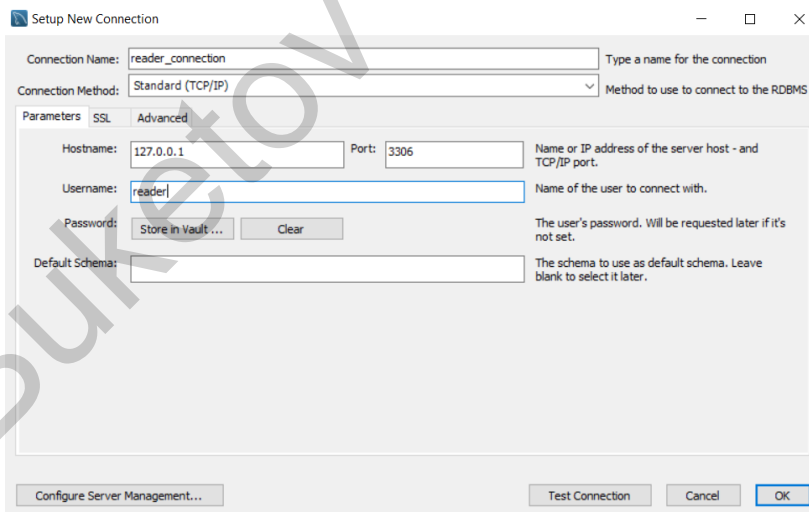 Setup New Connection
Connection Name: reader_connection Type a name for the connection
Connection Method: Standard (TCP/IP) Method to use to connect to the RDBMS
Parameters SSL Advanced
Hostname: 127.0.0.1 Port: 3306 Name or IP address of the server host - and
TCP/IP port.
Username: reader Name of the user to connect with.
Password: Store in Vault ... Clear The user's password. Will be requested later if it's
not set.
Default Schema: The schema to use as default schema. Leave
blank to select it later.
Configure Server Management... Test Connection Cancel OK